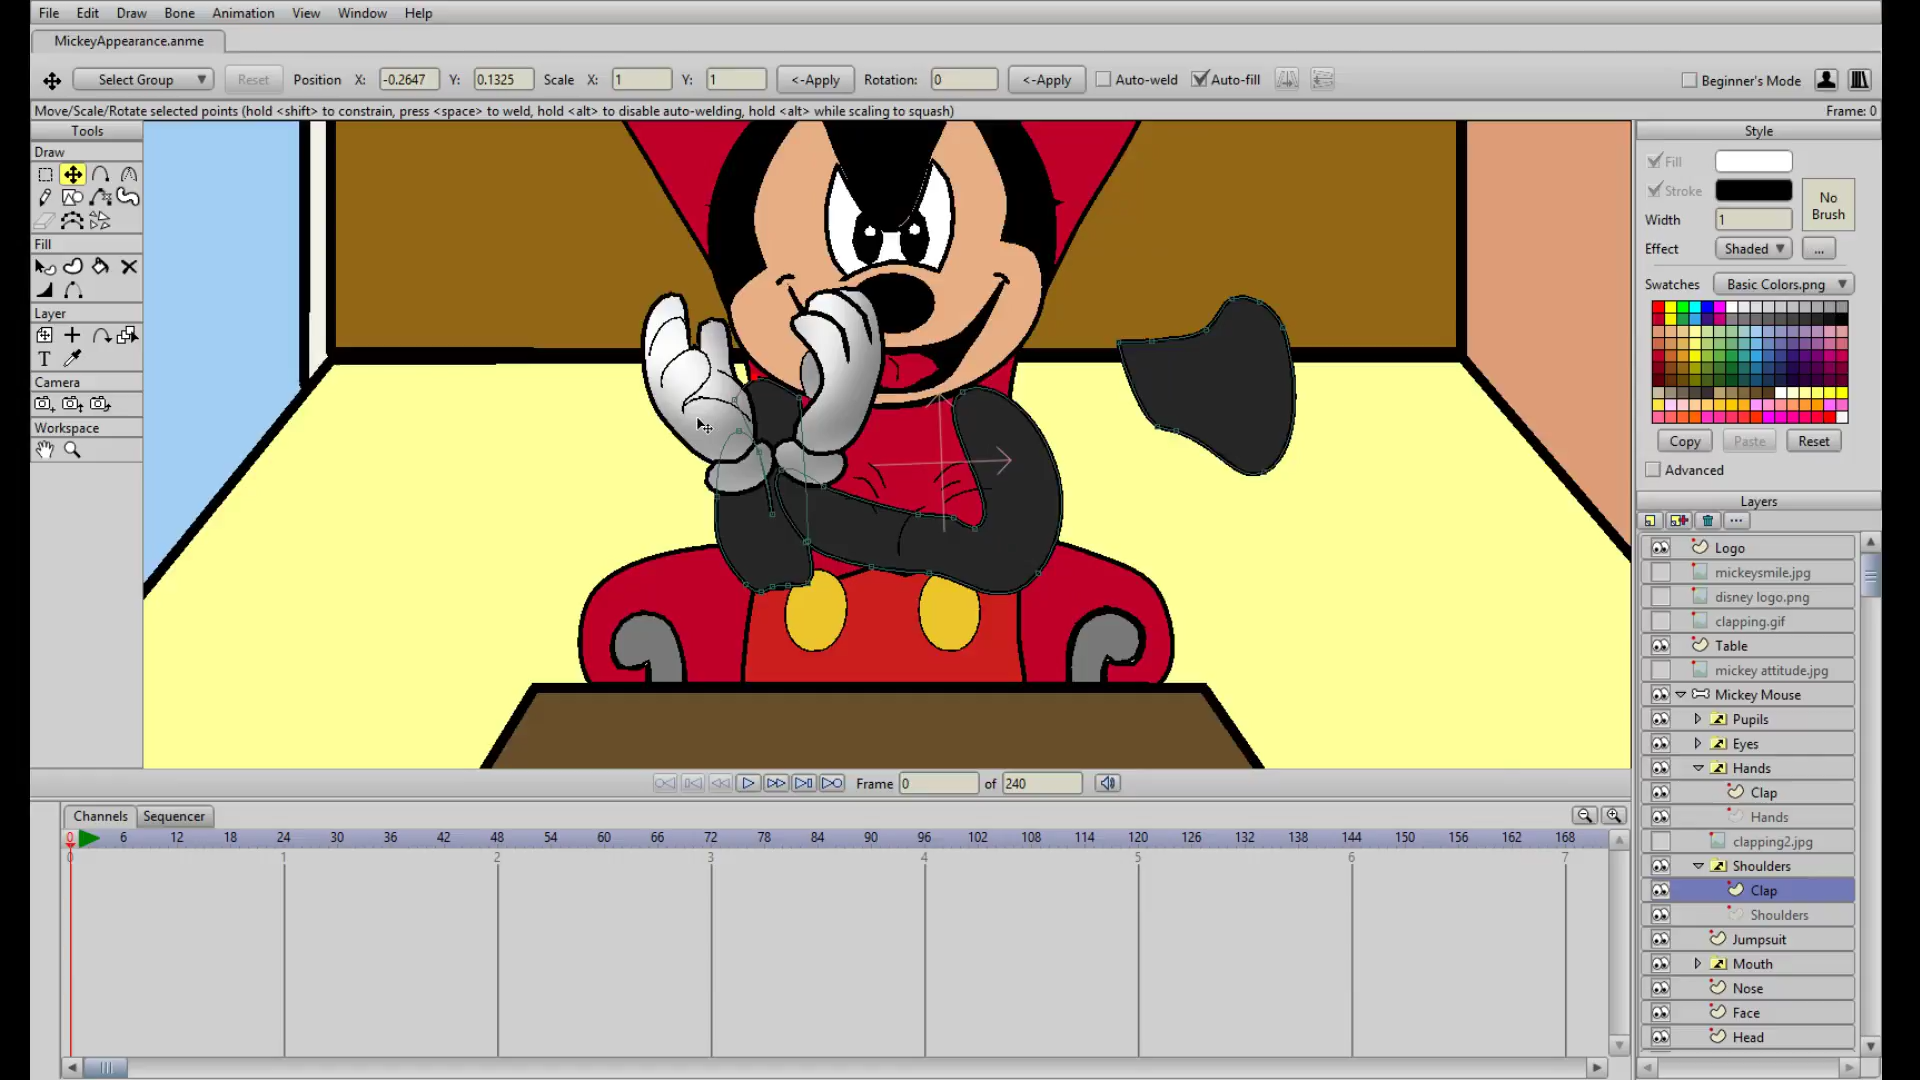 File Edit Draw Bone Animation View Window Help
MickeyAppearance.anme
Select Group Reset Position X: -0.2647 Y: 0.1325 Scale X: 1 Y: 1 <-Apply Rotation: 0 <-Apply Auto-weld Auto-fill Beginner's Mode
Move/Scale/Rotate selected points (hold <shift> to constrain, press <space> to weld, hold <alt> to disable auto-welding, hold <alt> while scaling to squash) Frame: 0
Tools
Draw
Fill
Layer
T
Camera
Workspace
Style
Fill
Stroke
No
Brush
Width 1
Effect Shaded ...
Swatches Basic Colors.png
Copy Paste Reset
Advanced
Layers
Logo
mickeysmile.jpg
disney logo.png
clapping.gif
Table
mickey attitude.jpg
Mickey Mouse
Pupils
Eyes
Hands
Clap
Hands
clapping2.jpg
Shoulders
Clap
Shoulders
Jumpsuit
Mouth
Nose
Face
Head
Frame 0 of 240
Channels Sequencer
0 6 12 18 24 30 36 42 48 54 60 66 72 78 84 90 96 102 108 114 120 126 132 138 144 150 156 162 168
0 1 2 3 4 5 6 7